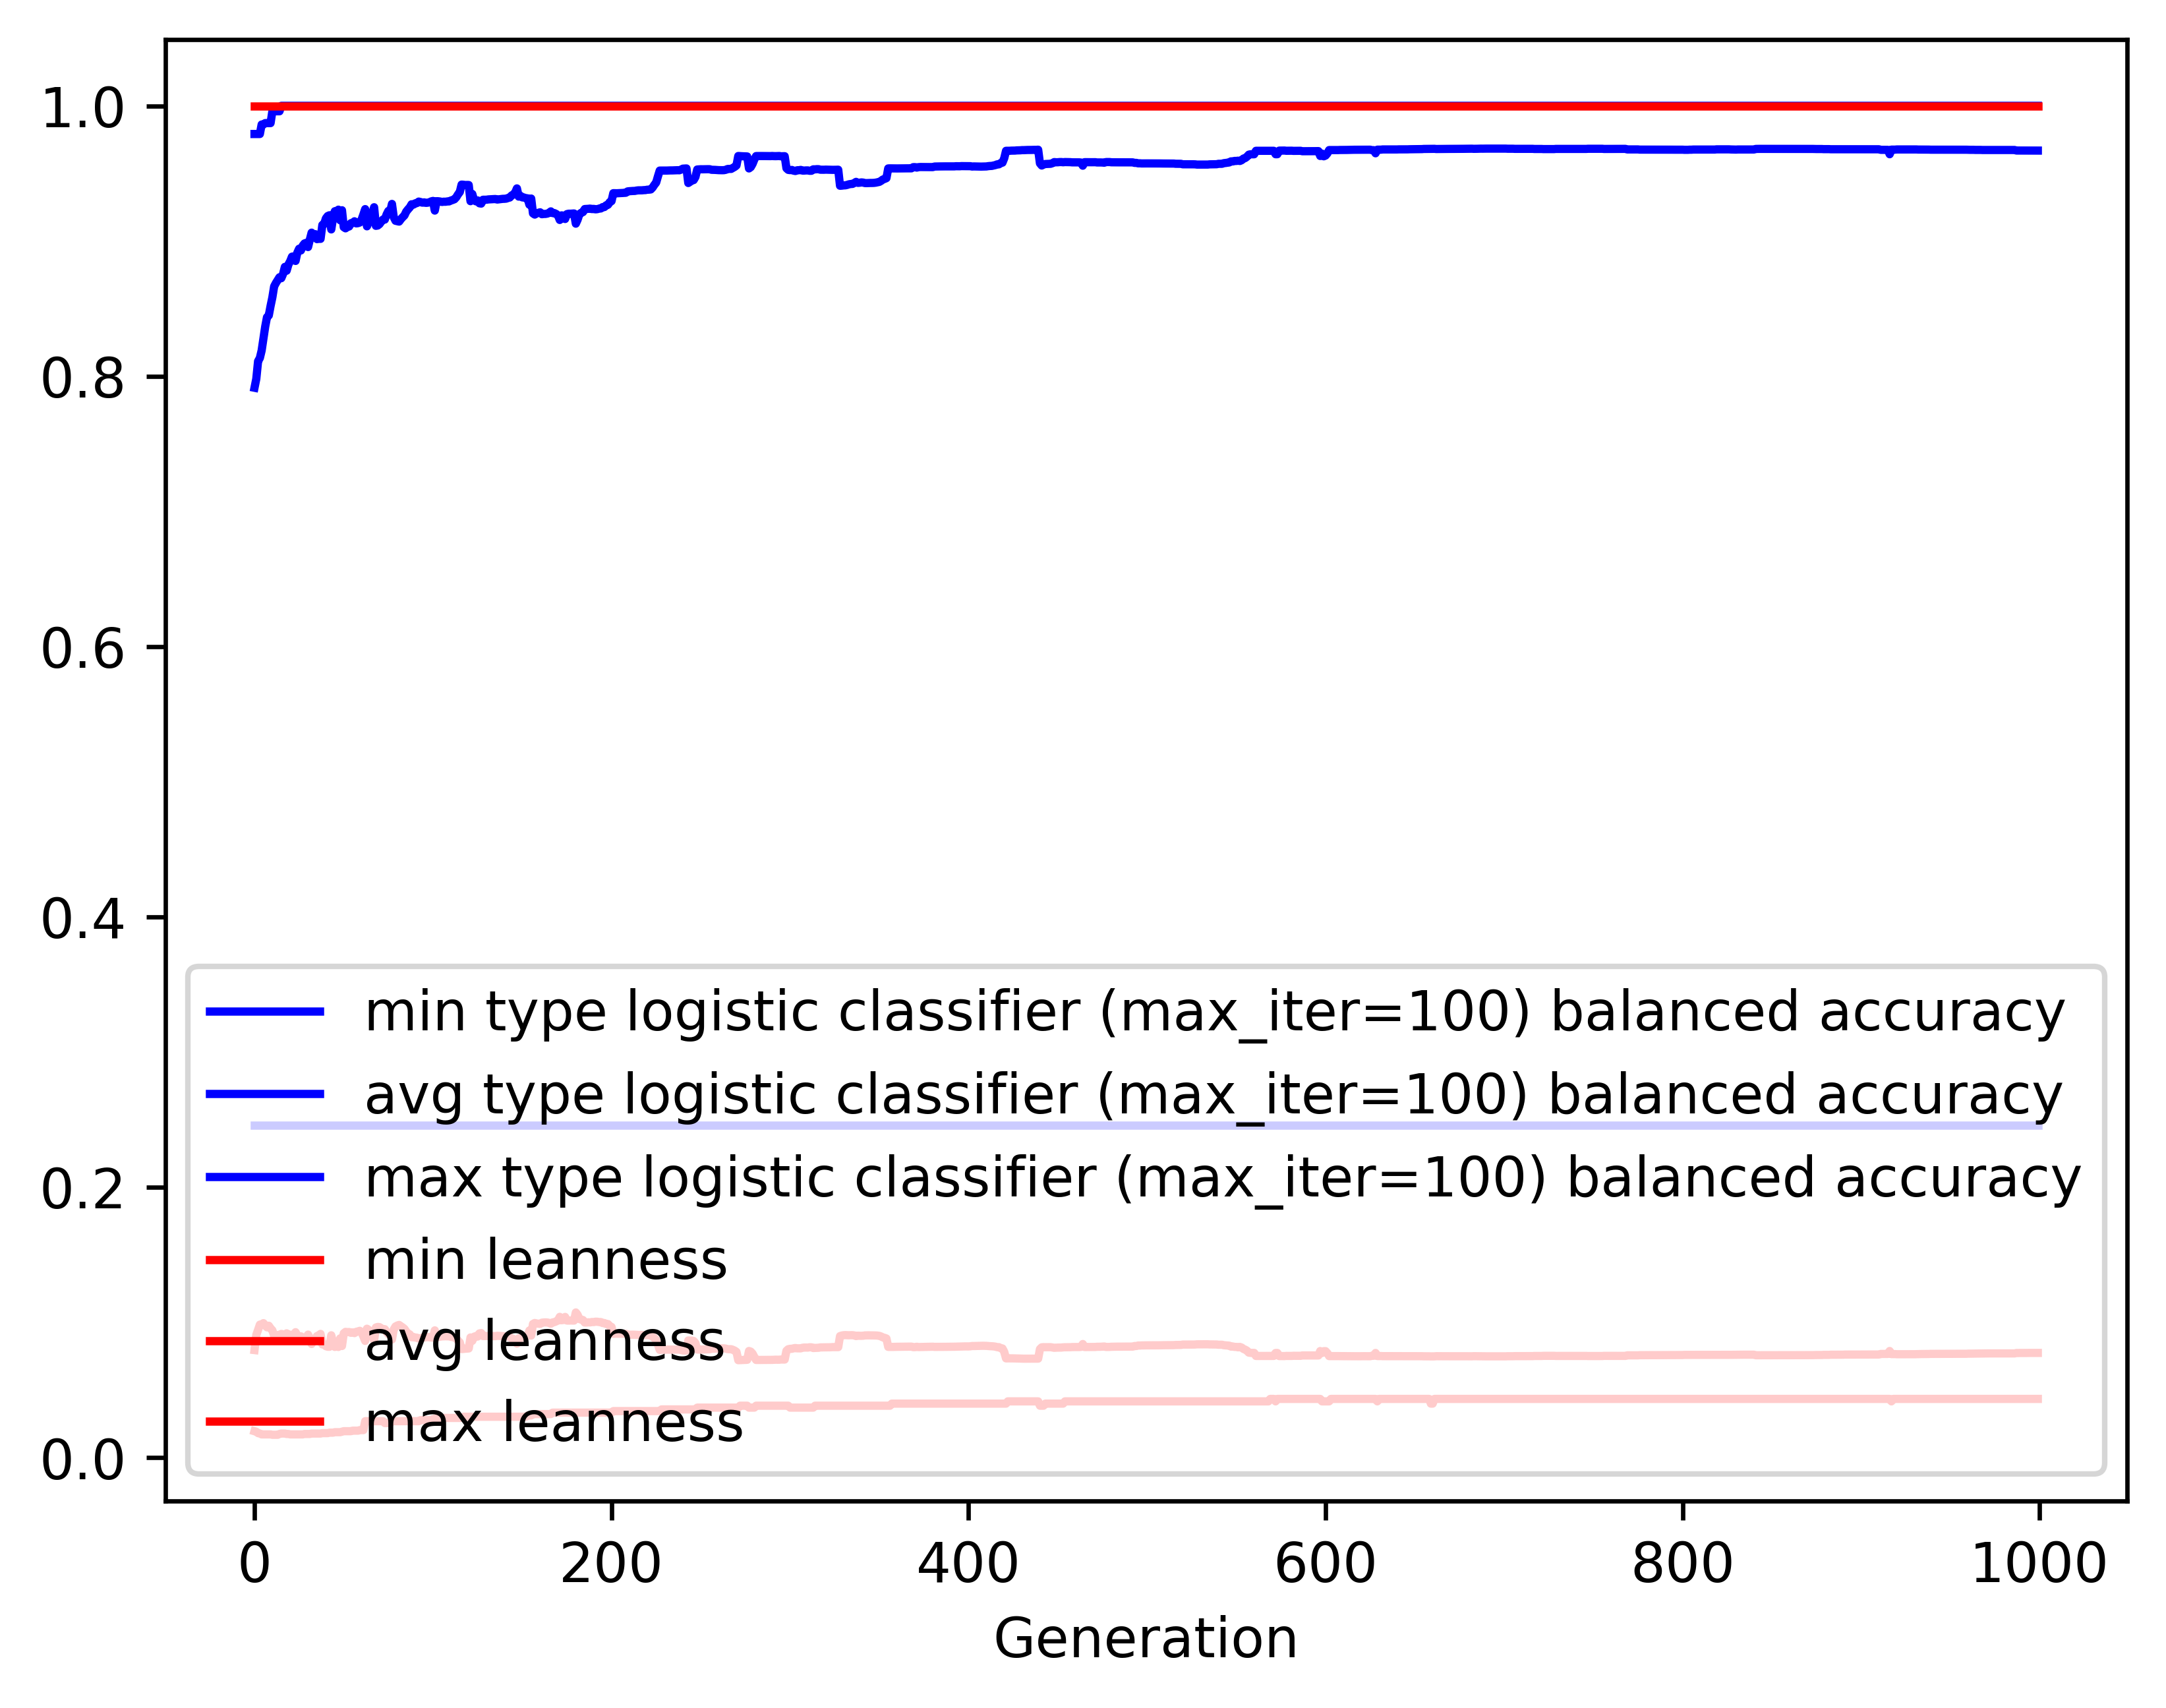 1.0
0.8
0.6
0.4
0.2
0.0
min type logistic classifier (max_iter=100) balanced accuracy
avg type logistic classifier (max_iter=100) balanced accuracy
max type logistic classifier (max_iter=100) balanced accuracy
min leanness
avg leanness
max leanness
0 200 400 600 800 1000
Generation